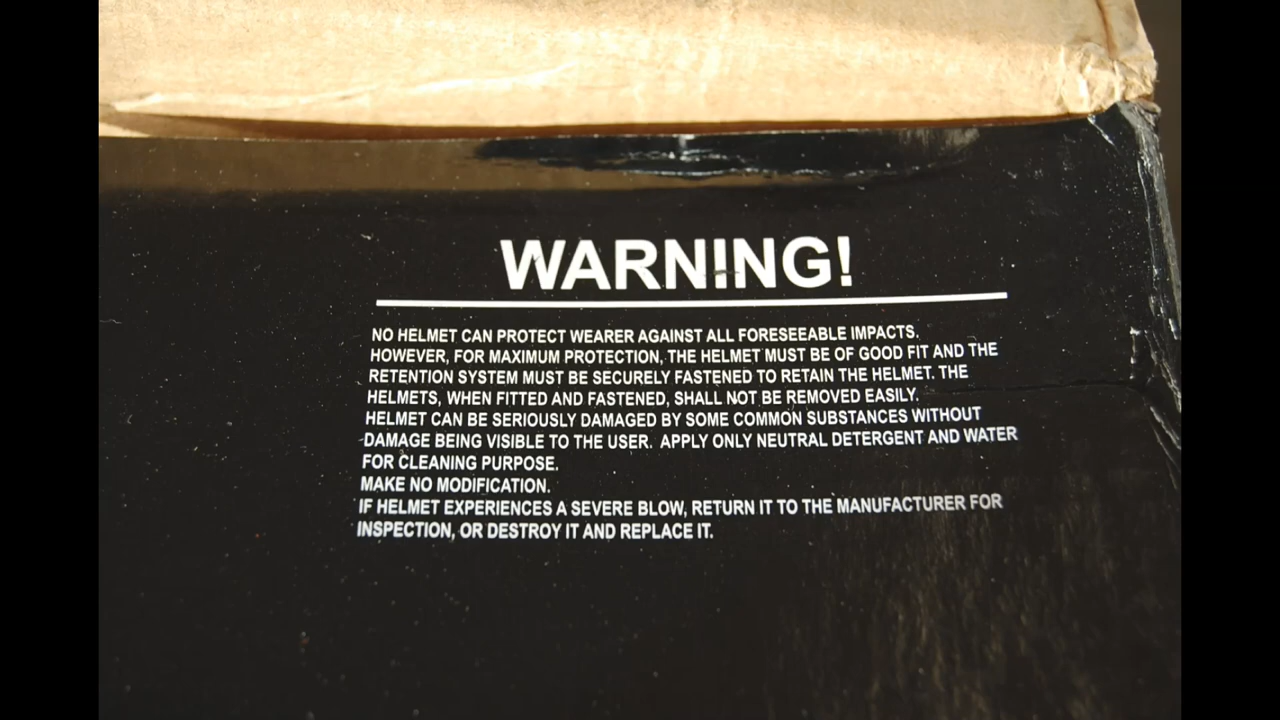 WARNING!
NO HELMET CAN PROTECT WEARER AGAINST ALL FORESEEABLE IMPACTS.
HOWEVER, FOR MAXIMUM PROTECTION, THE HELMET MUST BE OF GOOD FIT AND THE
RETENTION SYSTEM MUST BE SECURELY FASTENED TO RETAIN THE HELMET. THE
HELMETS, WHEN FITTED AND FASTENED, SHALL NOT BE REMOVED EASILY.
HELMET CAN BE SERIOUSLY DAMAGED BY SOME COMMON SUBSTANCES WITHOUT
DAMAGE BEING VISIBLE TO THE USER. APPLY ONLY NEUTRAL DETERGENT AND WATER
FOR CLEANING PURPOSE.
MAKE NO MODIFICATION.
IF HELMET EXPERIENCES A SEVERE BLOW, RETURN IT TO THE MANUFACTURER FOR
INSPECTION, OR DESTROY IT AND REPLACE IT.